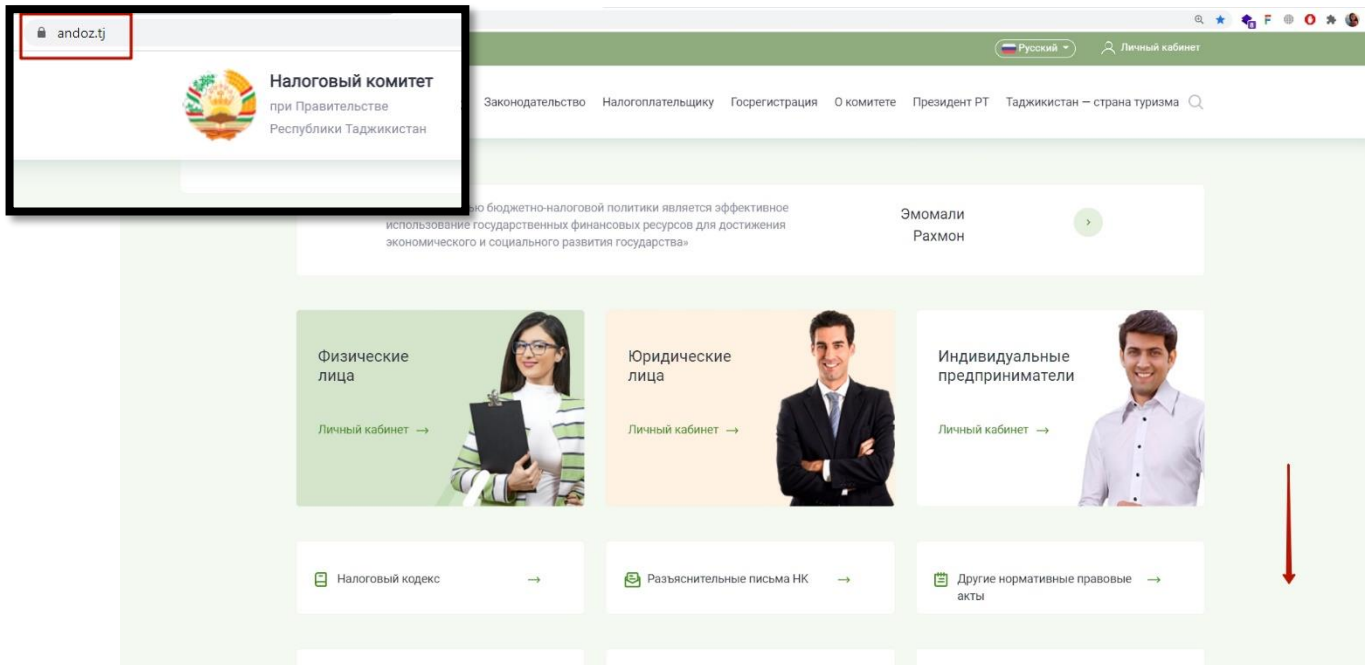 andoz.tj
Налоговый комитет
при Правительстве
Республики Таджикистан
Русский
Личный кабинет
Законодательство Налогоплательщику Госрегистрация О комитете Президент РТ Таджикистан — страна туризма
бюджетно-налоговой политики является эффективное
использование государственных финансовых ресурсов для достижения
экономического и социального развития государства»
Эмомали
Рахмон
Физические
лица
Личный кабинет →
Юридические
лица
Личный кабинет →
Индивидуальные
предприниматели
Личный кабинет →
Налоговый кодекс →
Разъяснительные письма НК →
Другие нормативные правовые →
акты